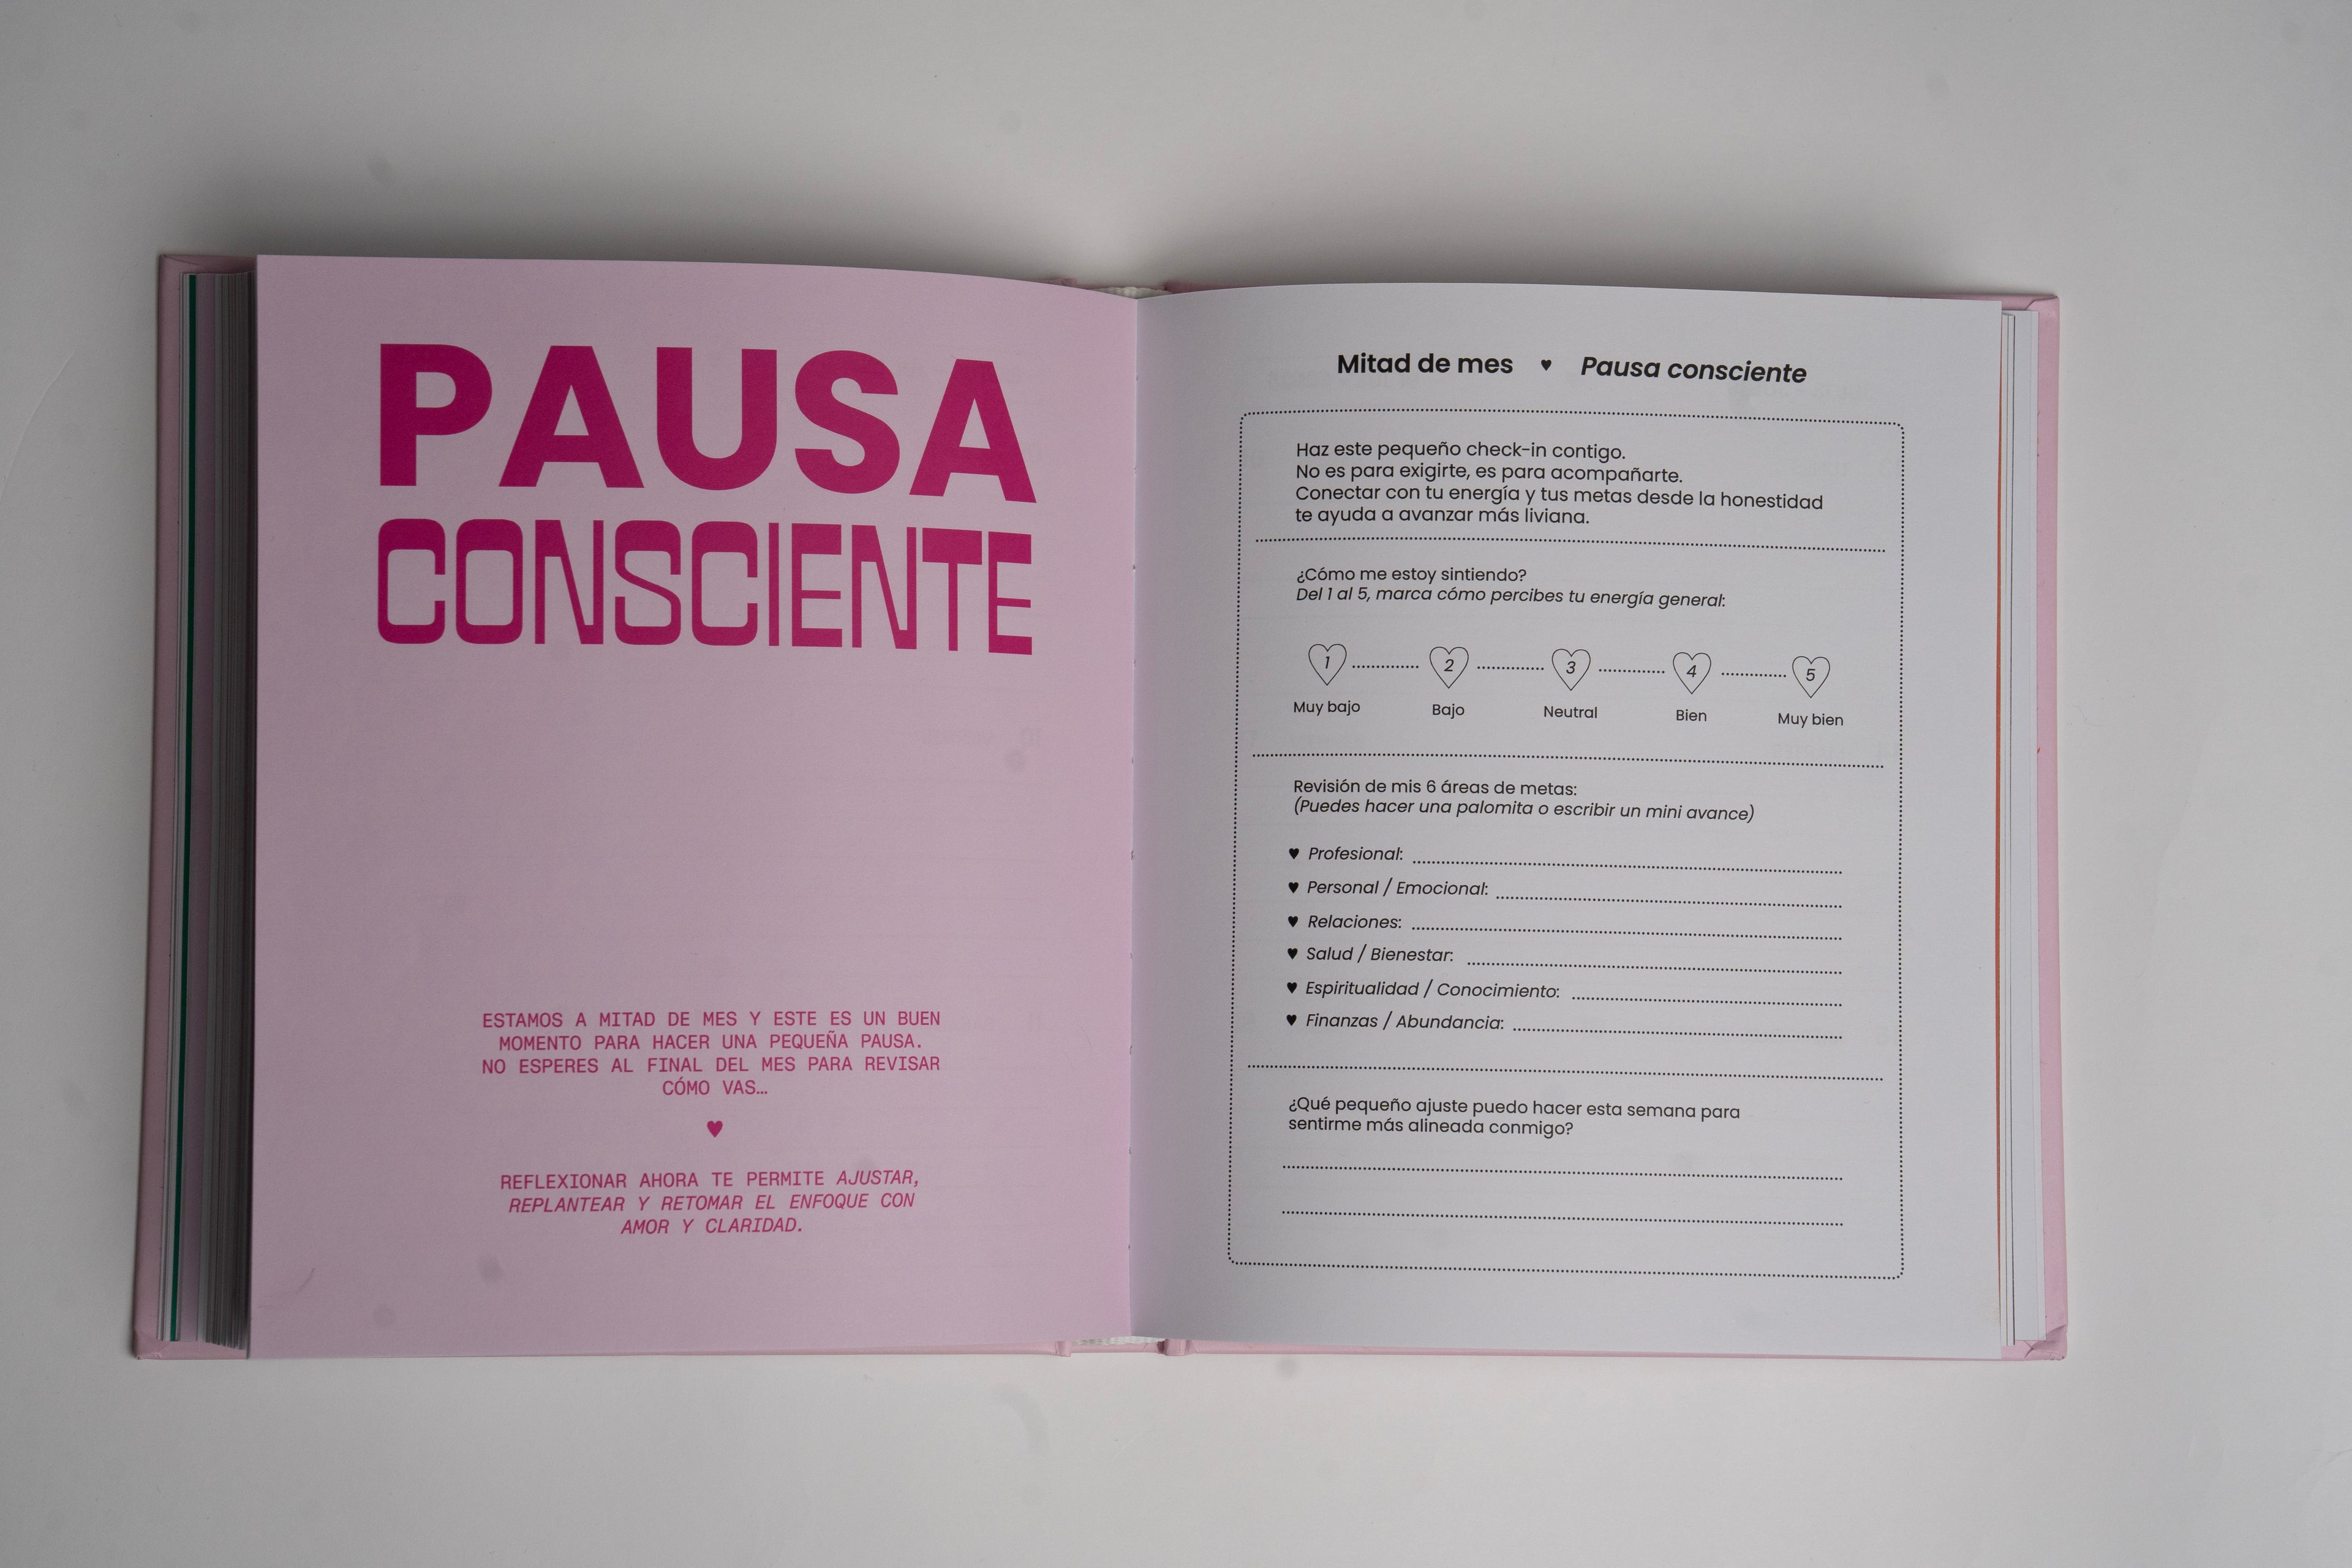 PAUSA
CONSCIENTE
ESTAMOS A MITAD DE MES Y ESTE ES UN BUEN
MOMENTO PARA HACER UNA PEQUEÑA PAUSA.
NO ESPERES AL FINAL DEL MES PARA REVISAR
CÓMO VAS…
♥
REFLEXIONAR AHORA TE PERMITE AJUSTAR,
REPLANTEAR Y RETOMAR EL ENFOQUE CON
AMOR Y CLARIDAD.
Mitad de mes ♥ Pausa consciente
Haz este pequeño check-in contigo.
No es para exigirte, es para acompañarte.
Conectar con tu energía y tus metas desde la honestidad
te ayuda a avanzar más liviana.
¿Cómo me estoy sintiendo?
Del 1 al 5, marca cómo percibes tu energía general:
1 2 3 4 5
Muy bajo Bajo Neutral Bien Muy bien
Revisión de mis 6 áreas de metas:
(Puedes hacer una palomita o escribir un mini avance)
♥ Profesional:
♥ Personal / Emocional:
♥ Relaciones:
♥ Salud / Bienestar:
♥ Espiritualidad / Conocimiento:
♥ Finanzas / Abundancia:
¿Qué pequeño ajuste puedo hacer esta semana para
sentirme más alineada conmigo?